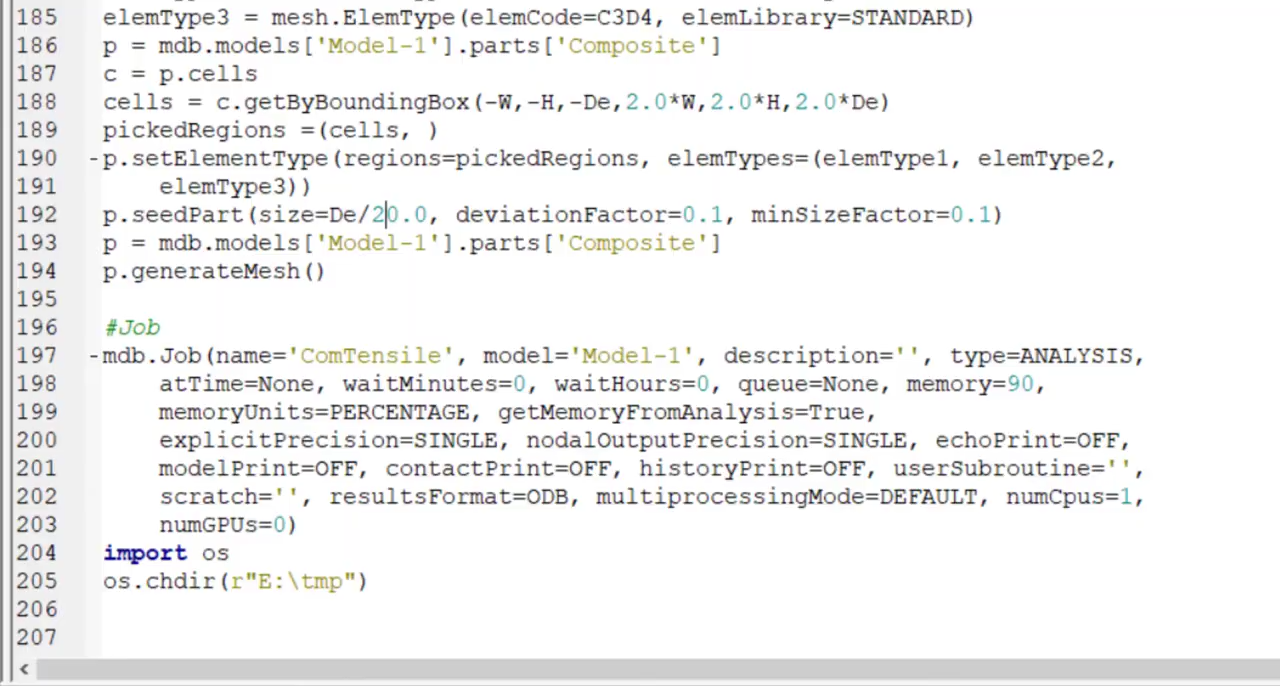 185 elemType3 = mesh.ElemType(elemCode=C3D4, elemLibrary=STANDARD)
186 p = mdb.models['Model-1'].parts['Composite']
187 c = p.cells
188 cells = c.getByBoundingBox(-W,-H,-De,2.0*W,2.0*H,2.0*De)
189 pickedRegions =(cells, )
190 -p.setElementType(regions=pickedRegions, elemTypes=(elemType1, elemType2,
191 elemType3))
192 p.seedPart(size=De/20.0, deviationFactor=0.1, minSizeFactor=0.1)
193 p = mdb.models['Model-1'].parts['Composite']
194 p.generateMesh()
195
196 #Job
197 -mdb.Job(name='ComTensile', model='Model-1', description='', type=ANALYSIS,
198 atTime=None, waitMinutes=0, waitHours=0, queue=None, memory=90,
199 memoryUnits=PERCENTAGE, getMemoryFromAnalysis=True,
200 explicitPrecision=SINGLE, nodalOutputPrecision=SINGLE, echoPrint=OFF,
201 modelPrint=OFF, contactPrint=OFF, historyPrint=OFF, userSubroutine='',
202 scratch='', resultsFormat=ODB, multiprocessingMode=DEFAULT, numCpus=1,
203 numGPUs=0)
204 import os
205 os.chdir(r"E:\tmp")
206
207